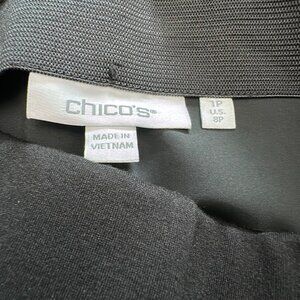 chico's®
MADE IN
VIETNAM
1P
U.S.
8P